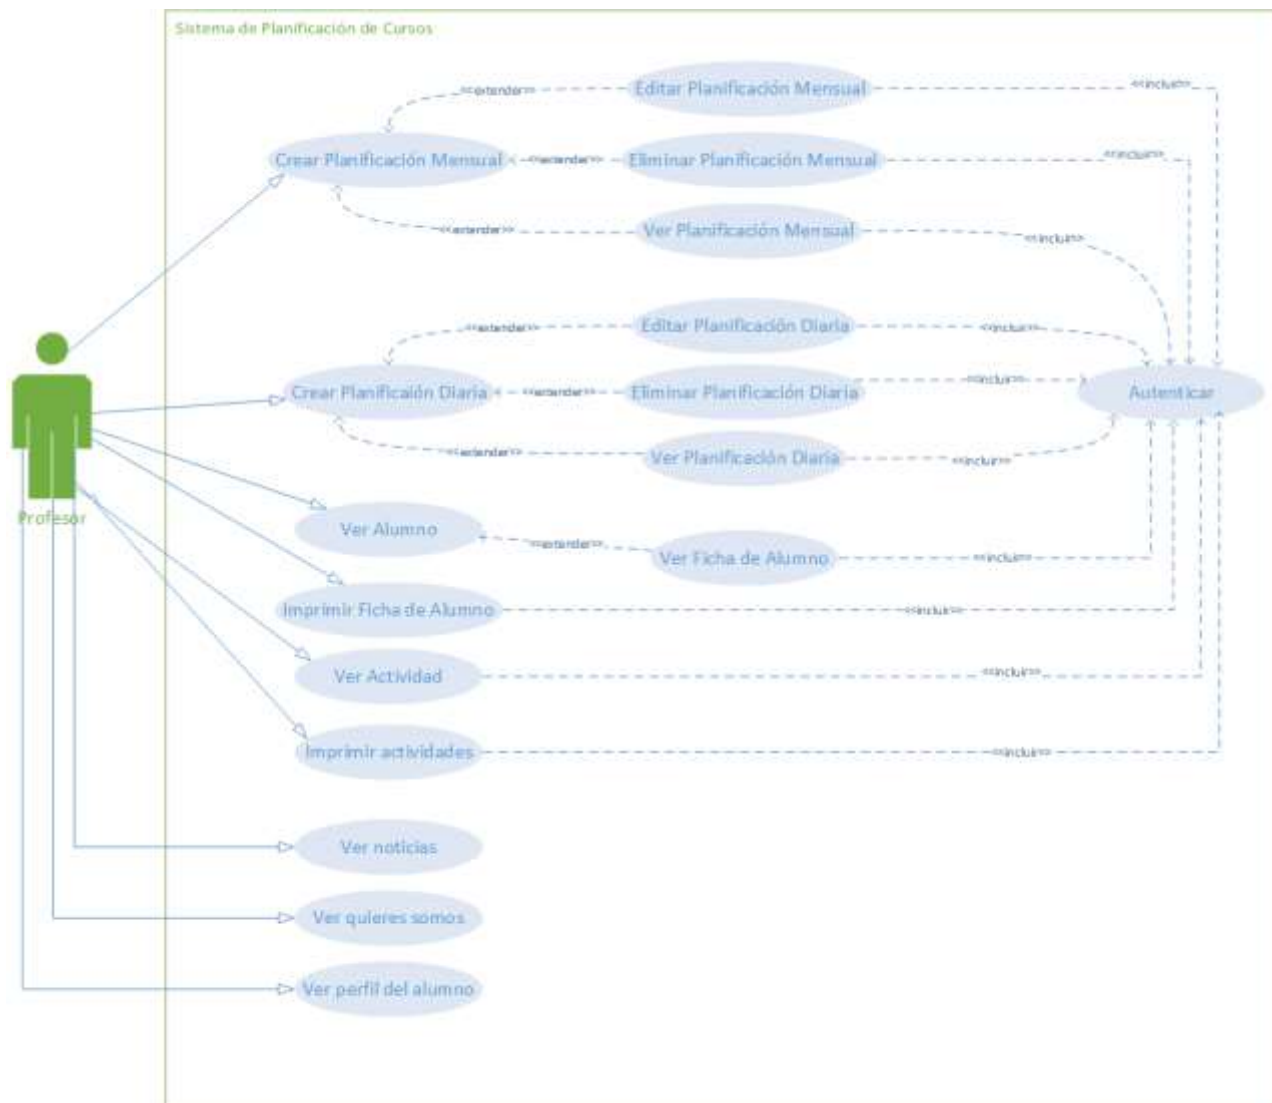 Sistema de Planificación de Cursos
<<extender>>
Editar Planificación Mensual
<<incluir>>
Crear Planificación Mensual
<<extender>>
Eliminar Planificación Mensual
<<incluir>>
<<extender>>
Ver Planificación Mensual
<<incluir>>
<<extender>>
Editar Planificación Diaria
<<incluir>>
Crear Planificaión Diaria
<<extender>>
Eliminar Planificación Diaria
<<incluir>>
Autenticar
<<extender>>
Ver Planificación Diaria
<<incluir>>
Profesor
Ver Alumno
<<extender>>
Ver Ficha de Alumno
<<incluir>>
Imprimir Ficha de Alumno
<<incluir>>
Ver Actividad
<<incluir>>
Imprimir actividades
<<incluir>>
Ver noticias
Ver quieres somos
Ver perfil del alumno